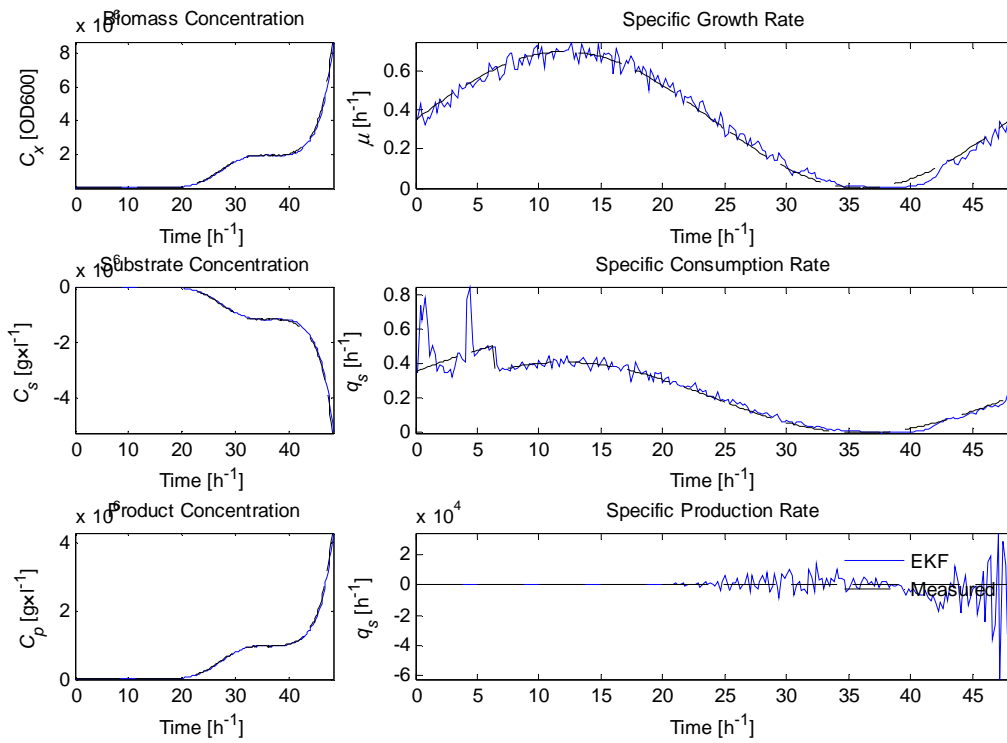 x 10^6
Biomass Concentration
8
6
4
2
C_x [OD600]
0 10 20 30 40
Time [h^-1]
Specific Growth Rate
0.6
0.4
0.2
0
μ [h^-1]
0 5 10 15 20 25 30 35 40 45
Time [h^-1]
x 10^6
Substrate Concentration
0
-2
-4
C_s [g×l^-1]
0 10 20 30 40
Time [h^-1]
Specific Consumption Rate
0.8
0.6
0.4
0.2
0
q_s [h^-1]
0 5 10 15 20 25 30 35 40 45
Time [h^-1]
x 10^6
Product Concentration
4
2
0
C_p [g×l^-1]
0 10 20 30 40
Time [h^-1]
x 10^4
Specific Production Rate
2
0
-2
-4
-6
q_s [h^-1]
EKF
Measured
0 5 10 15 20 25 30 35 40 45
Time [h^-1]